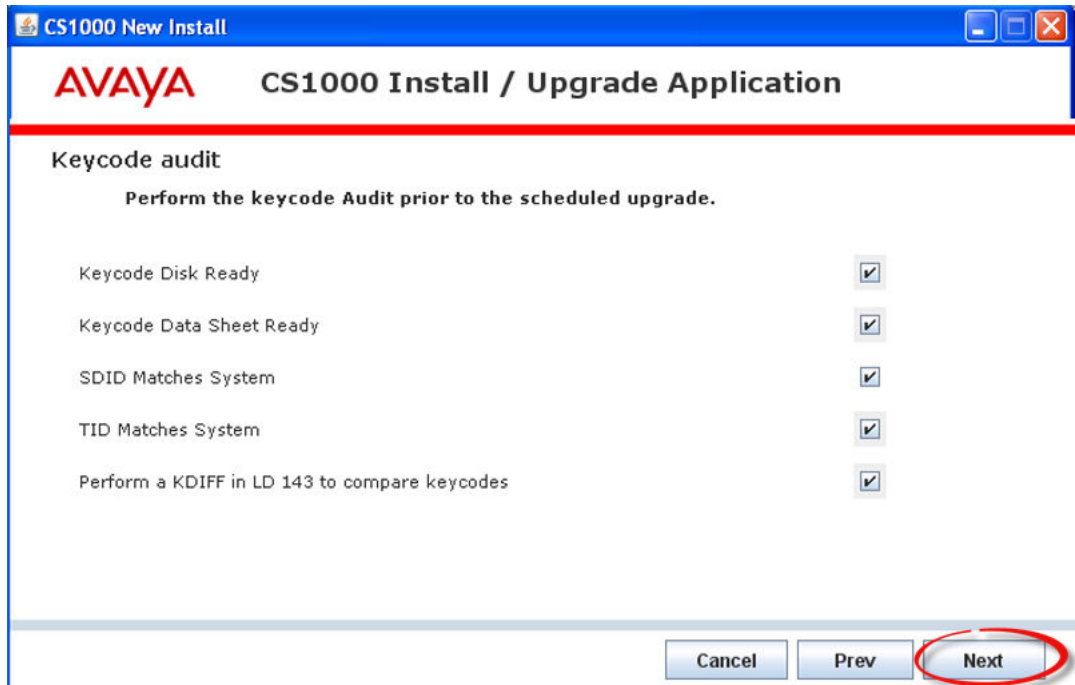 CS1000 New Install
AVAYA CS1000 Install / Upgrade Application
Keycode audit
Perform the keycode Audit prior to the scheduled upgrade.
Keycode Disk Ready
Keycode Data Sheet Ready
SDID Matches System
TID Matches System
Perform a KDIFF in LD 143 to compare keycodes
Cancel Prev Next